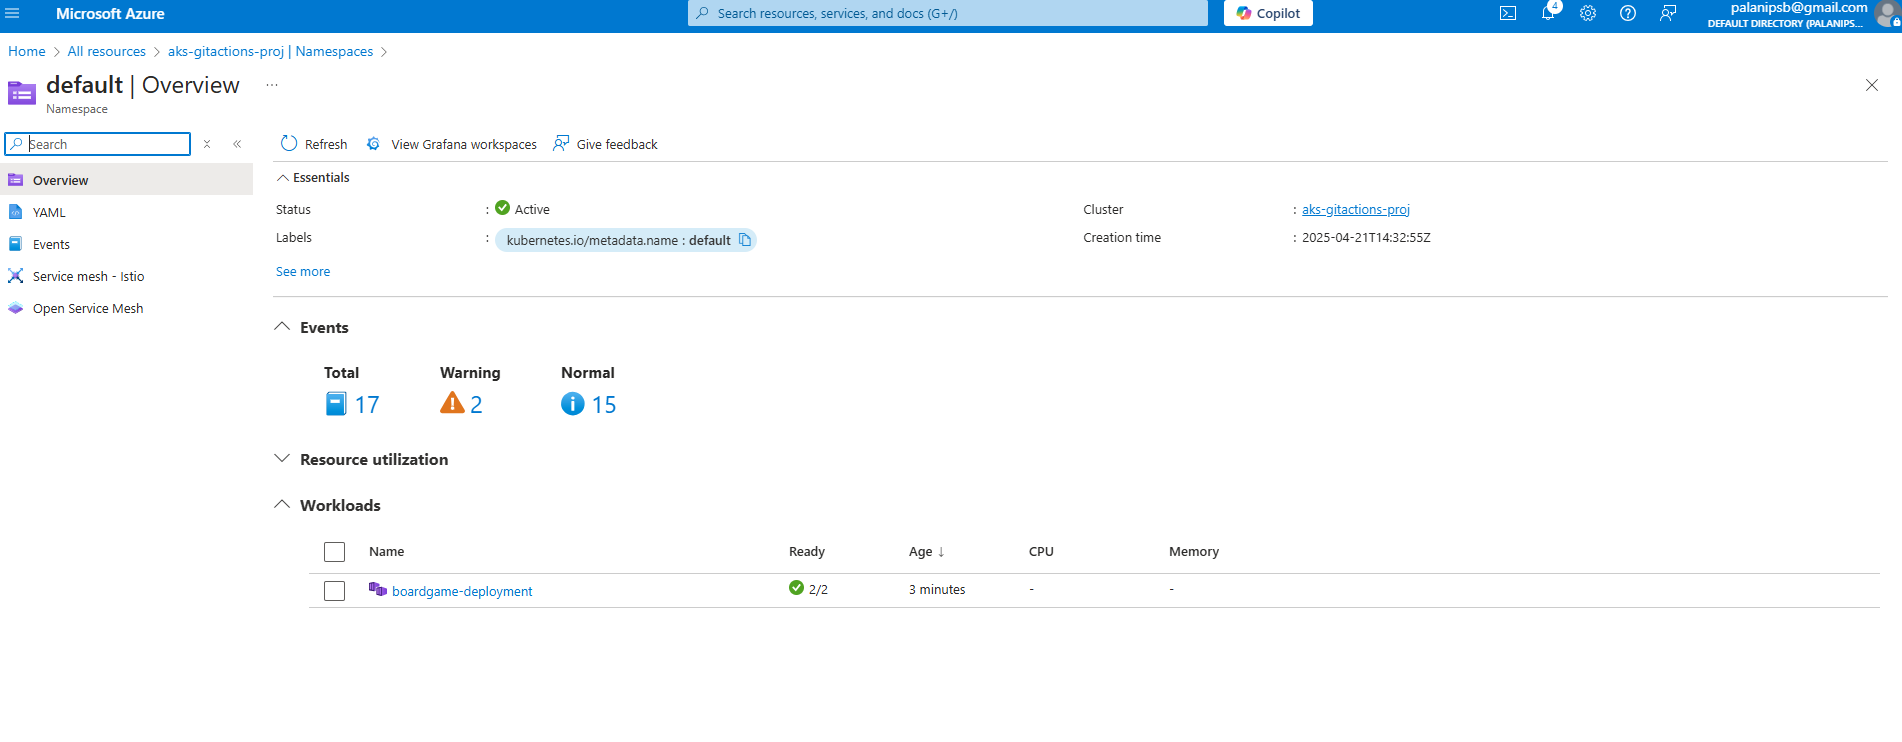 Microsoft Azure
Search resources, services, and docs (G+/)
Copilot
4
palanipsb@gmail.com
DEFAULT DIRECTORY (PALANIPS...
Home > All resources > aks-gitactions-proj | Namespaces >
default | Overview ...
Namespace
Search
Refresh View Grafana workspaces Give feedback
Overview
YAML
Events
Service mesh - Istio
Open Service Mesh
Essentials
Status : Active
Cluster : aks-gitactions-proj
Labels : kubernetes.io/metadata.name : default
Creation time : 2025-04-21T14:32:55Z
See more
Events
Total Warning Normal
17 2 15
Resource utilization
Workloads
Name Ready Age ↓ CPU Memory
boardgame-deployment 2/2 3 minutes - -